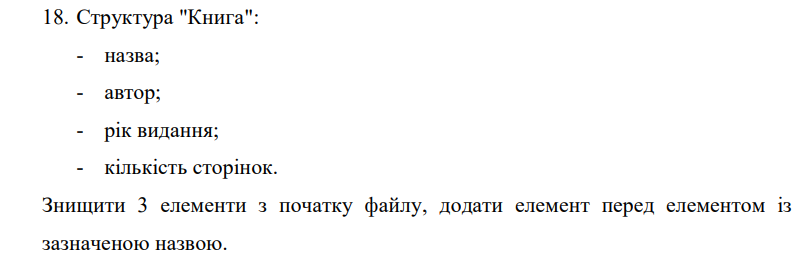 18. Структура "Книга":
- назва;
- автор;
- рік видання;
- кількість сторінок.
Знищити 3 елементи з початку файлу, додати елемент перед елементом із
зазначеною назвою.